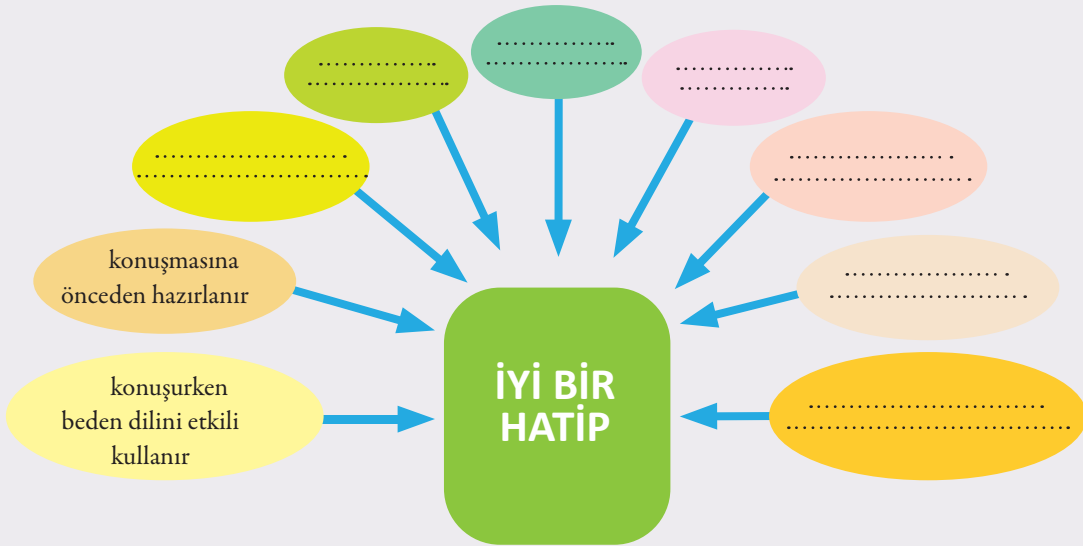 konuşmasına
önceden hazırlanır
konuşurken
beden dilini etkili
kullanır
İYİ BİR
HATİP